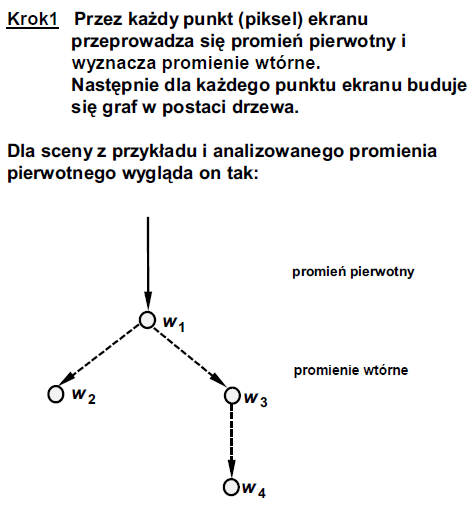 Krok1 Przez każdy punkt (piksel) ekranu
przeprowadza się promień pierwotny i
wyznacza promienie wtórne.
Następnie dla każdego punktu ekranu buduje
się graf w postaci drzewa.
Dla sceny z przykładu i analizowanego promienia
pierwotnego wygląda on tak:
promień pierwotny
w1
promienie wtórne
w2
w3
w4